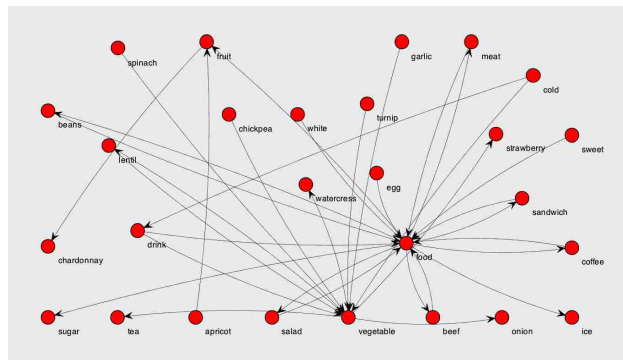 spinach
fruit
garlic
meat
cold
beans
chickpea
white
turnip
strawberry
sweet
lentil
watercress
egg
sandwich
chardonnay
drink
food
coffee
sugar
tea
apricot
salad
vegetable
beef
onion
ice